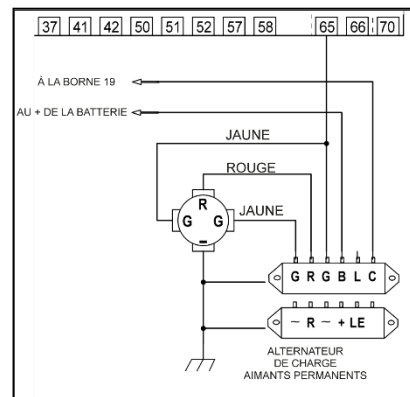 37 41 42 50 51 52 57 58 65 66 70
À LA BORNE 19
AU + DE LA BATTERIE
JAUNE
ROUGE
R
JAUNE
G G
–
G R G B L C
~ R ~ + LE
ALTERNATEUR
DE CHARGE
AIMANTS PERMANENTS